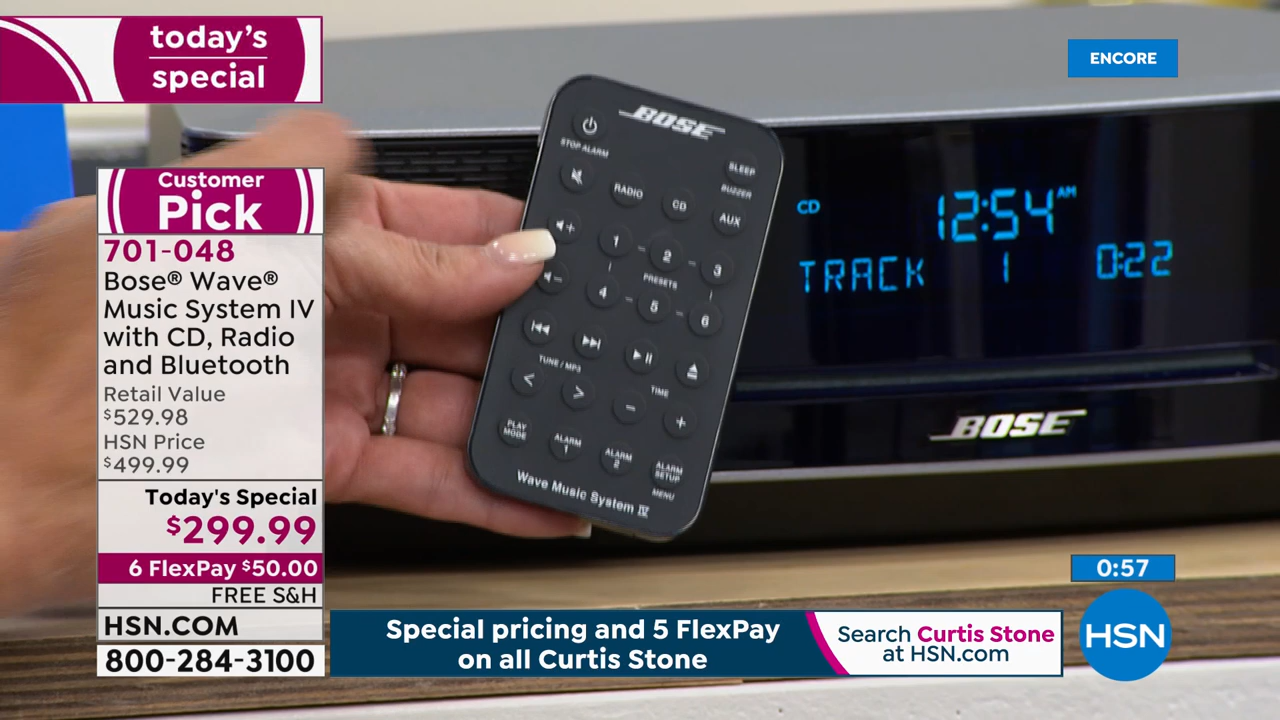 today's
special
ENCORE
Customer
Pick
701-048
Bose® Wave®
Music System IV
with CD, Radio
and Bluetooth
Retail Value
$529.98
HSN Price
$499.99
Today's Special
$299.99
6 FlexPay $50.00
FREE S&H
HSN.COM
800-284-3100
BOSE
STOP ALARM
SLEEP
RADIO
BUZZER
CD
AUX
1
2
3
PRESETS
4
5
6
TUNE / MP3
TIME
PLAY
MODE
ALARM
1
ALARM
2
ALARM
SETUP
MENU
Wave Music System IV
CD
12:54 AM
TRACK 1 0:22
BOSE
0:57
Special pricing and 5 FlexPay
on all Curtis Stone
Search Curtis Stone
at HSN.com
HSN